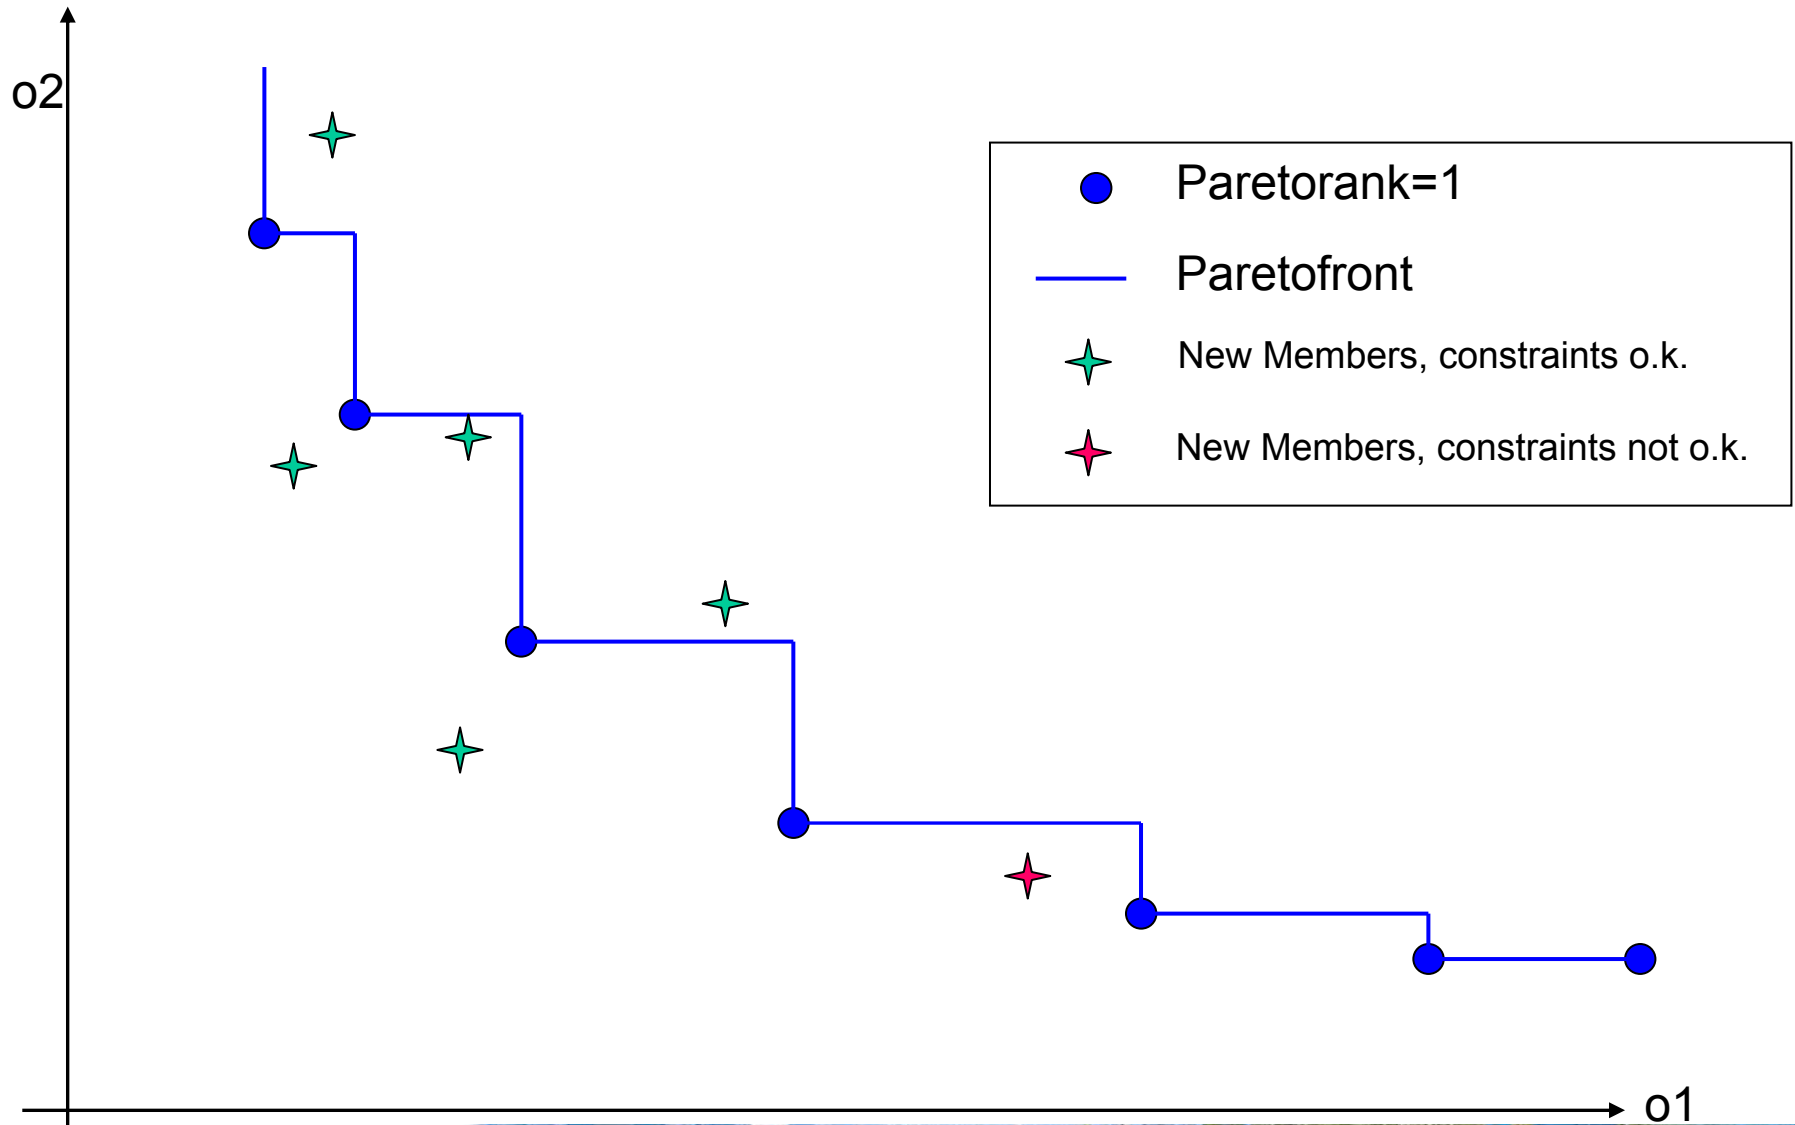 o2
Paretorank=1
Paretofront
New Members, constraints o.k.
New Members, constraints not o.k.
o1